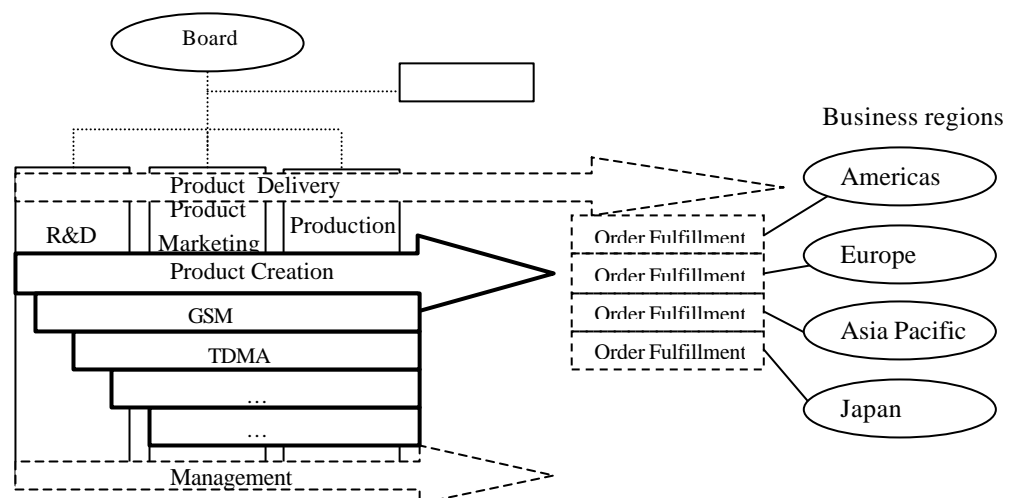 Board
Business regions
Product Delivery
Americas
R&D
Product
Marketing
Production
Order Fulfillment
Product Creation
Order Fulfillment
Europe
GSM
Order Fulfillment
Asia Pacific
TDMA
Order Fulfillment
…
…
Japan
Management